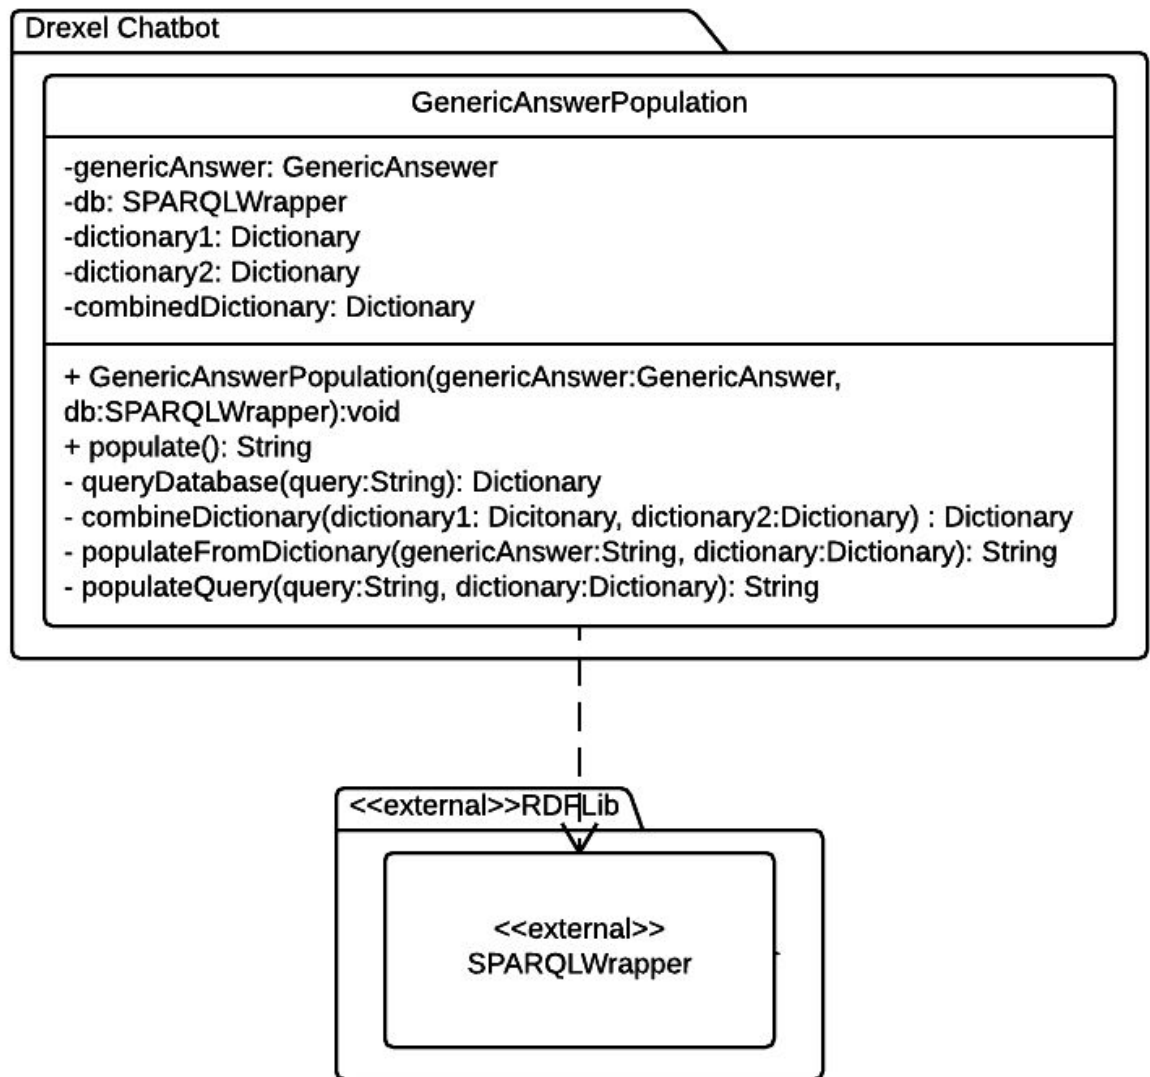 Drexel Chatbot
GenericAnswerPopulation
-genericAnswer: GenericAnsewer
-db: SPARQLWrapper
-dictionary1: Dictionary
-dictionary2: Dictionary
-combinedDictionary: Dictionary
+ GenericAnswerPopulation(genericAnswer:GenericAnswer,
db:SPARQLWrapper):void
+ populate(): String
- queryDatabase(query:String): Dictionary
- combineDictionary(dictionary1: Dicitonary, dictionary2:Dictionary) : Dictionary
- populateFromDictionary(genericAnswer:String, dictionary:Dictionary): String
- populateQuery(query:String, dictionary:Dictionary): String
<<external>>RDFLib
<<external>>
SPARQLWrapper